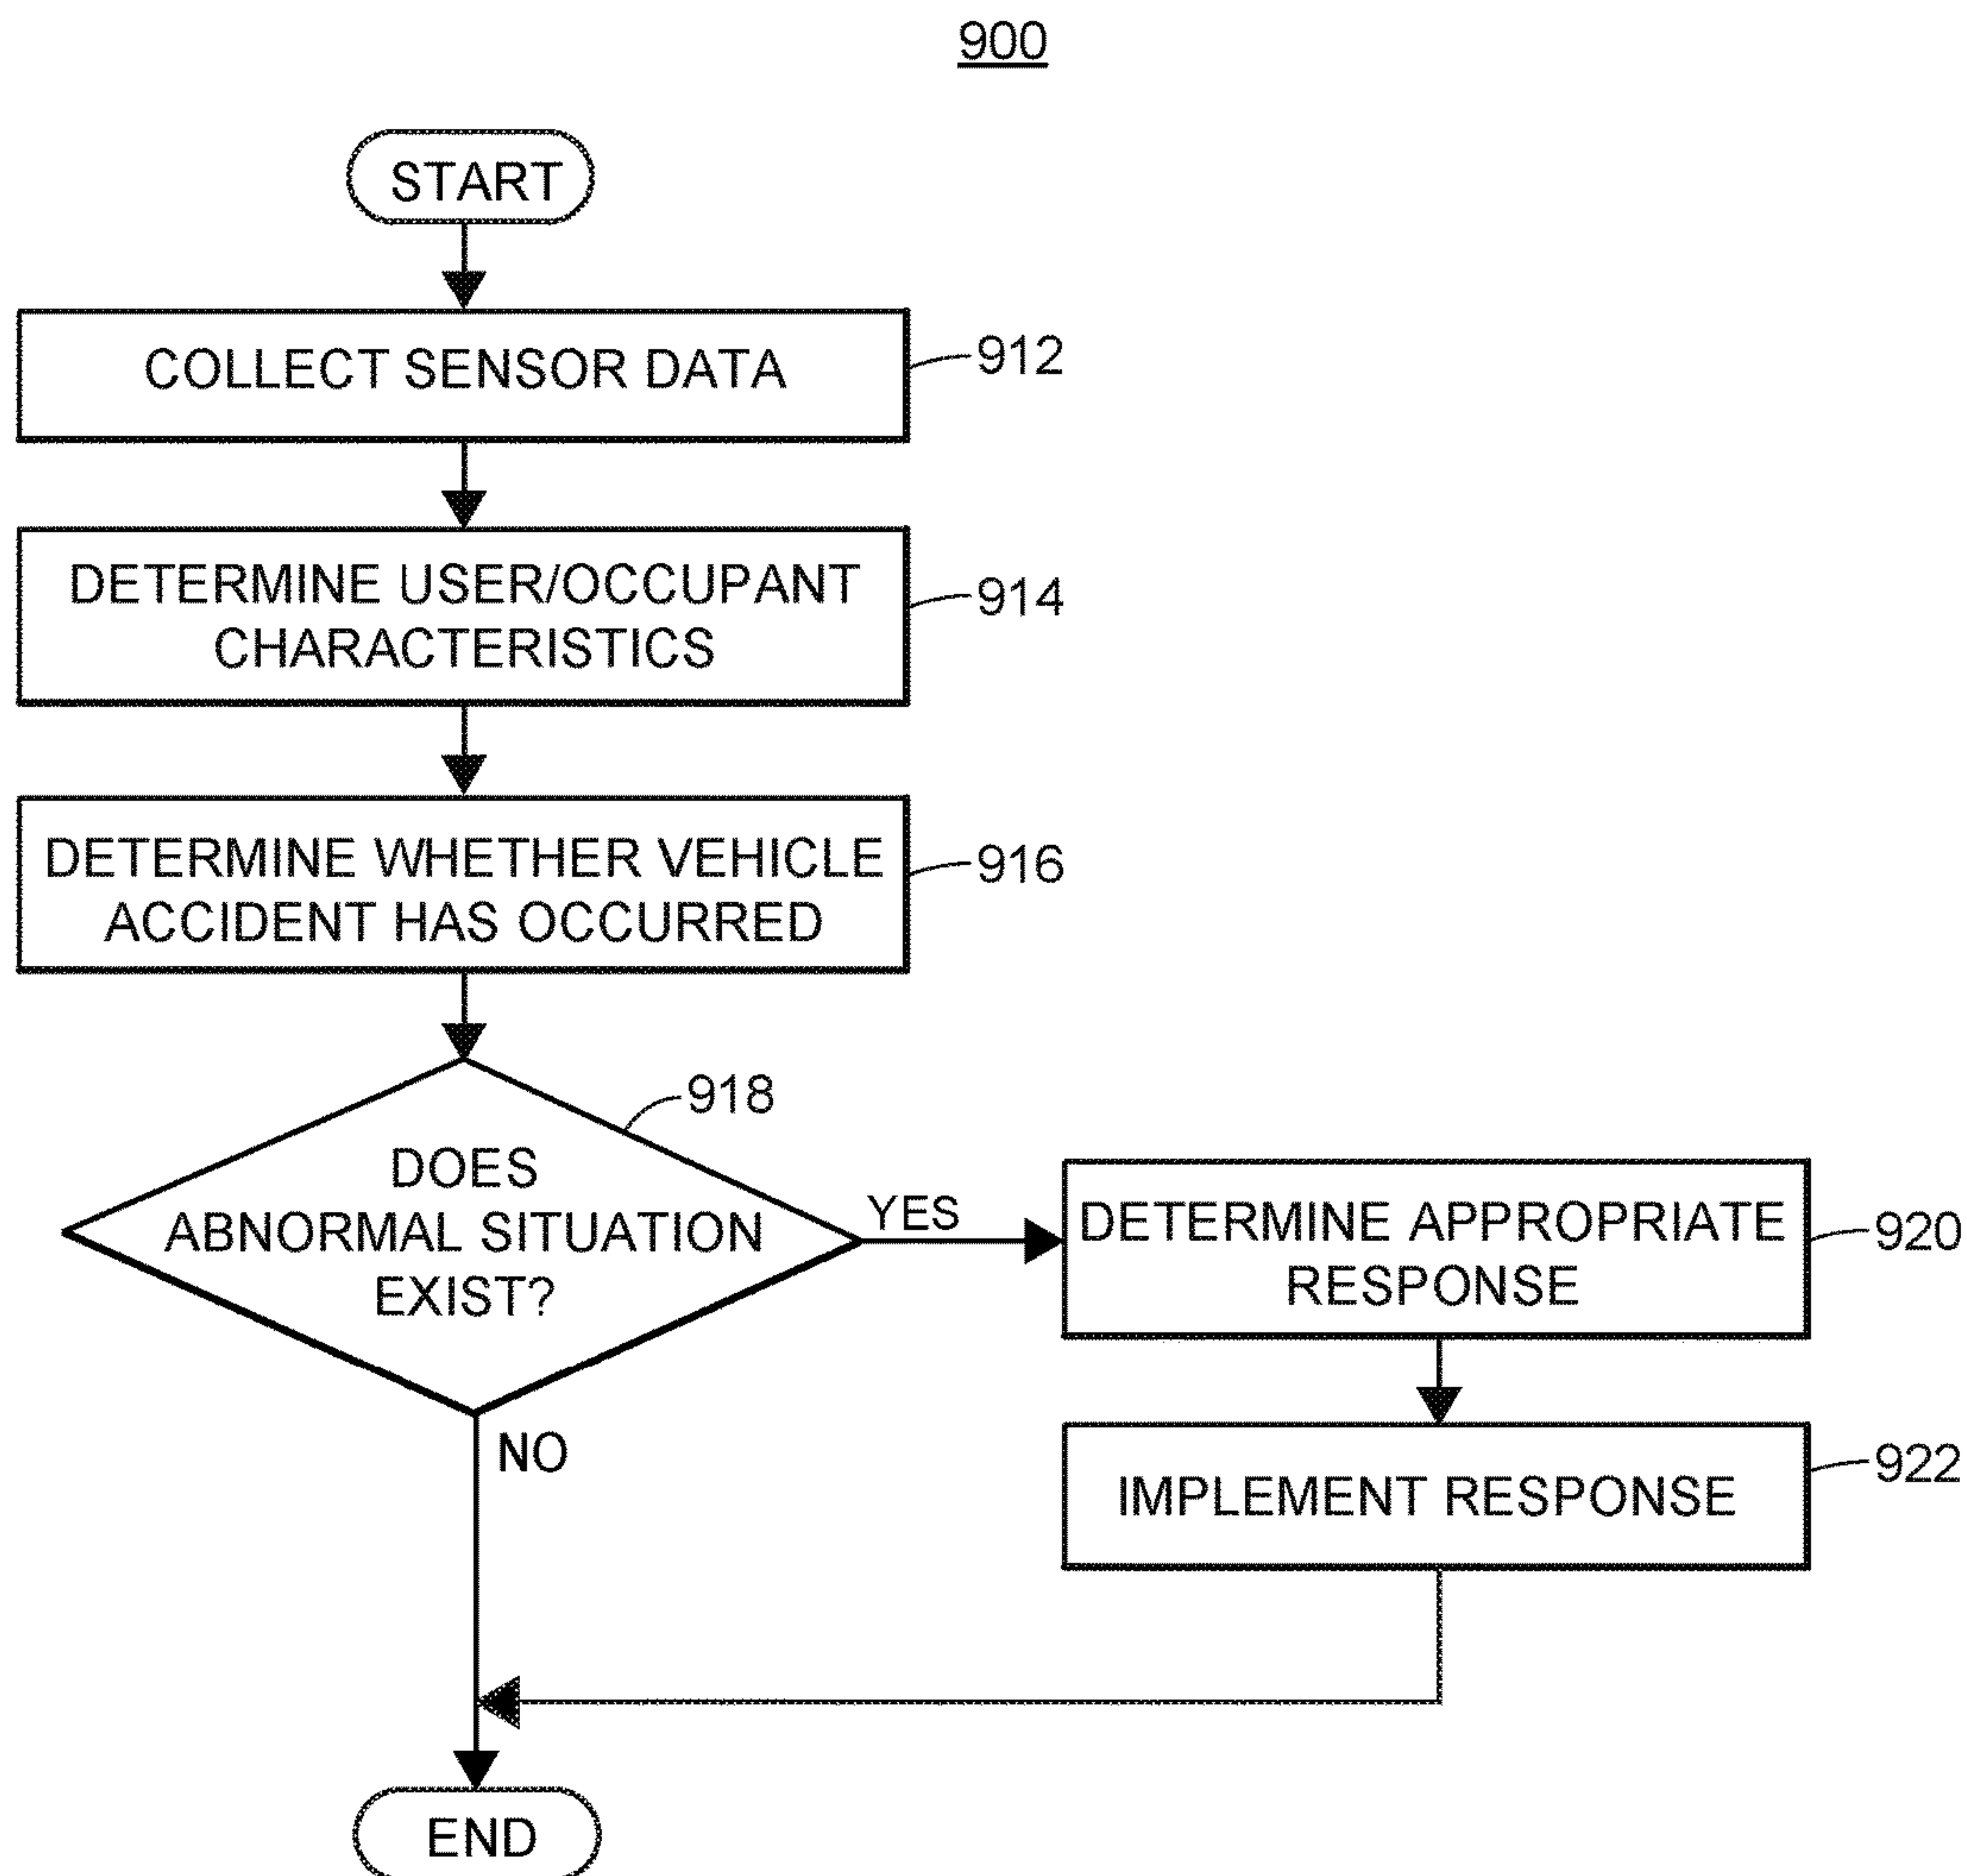 900
START
COLLECT SENSOR DATA
912
DETERMINE USER/OCCUPANT
CHARACTERISTICS
914
DETERMINE WHETHER VEHICLE
ACCIDENT HAS OCCURRED
916
918
DOES
ABNORMAL SITUATION
EXIST?
YES
DETERMINE APPROPRIATE
RESPONSE
920
NO
IMPLEMENT RESPONSE
922
END